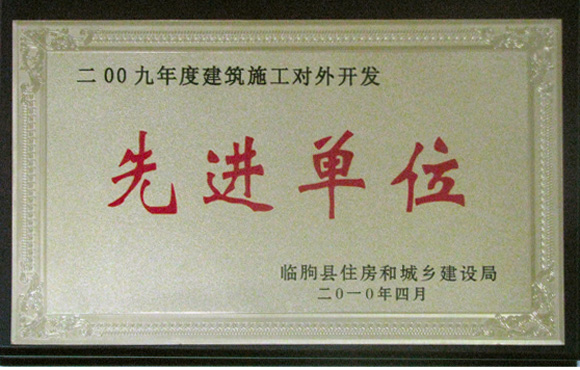 二00九年度建筑施工对外开发
先进单位
临朐县住房和城乡建设局
二0一0年四月